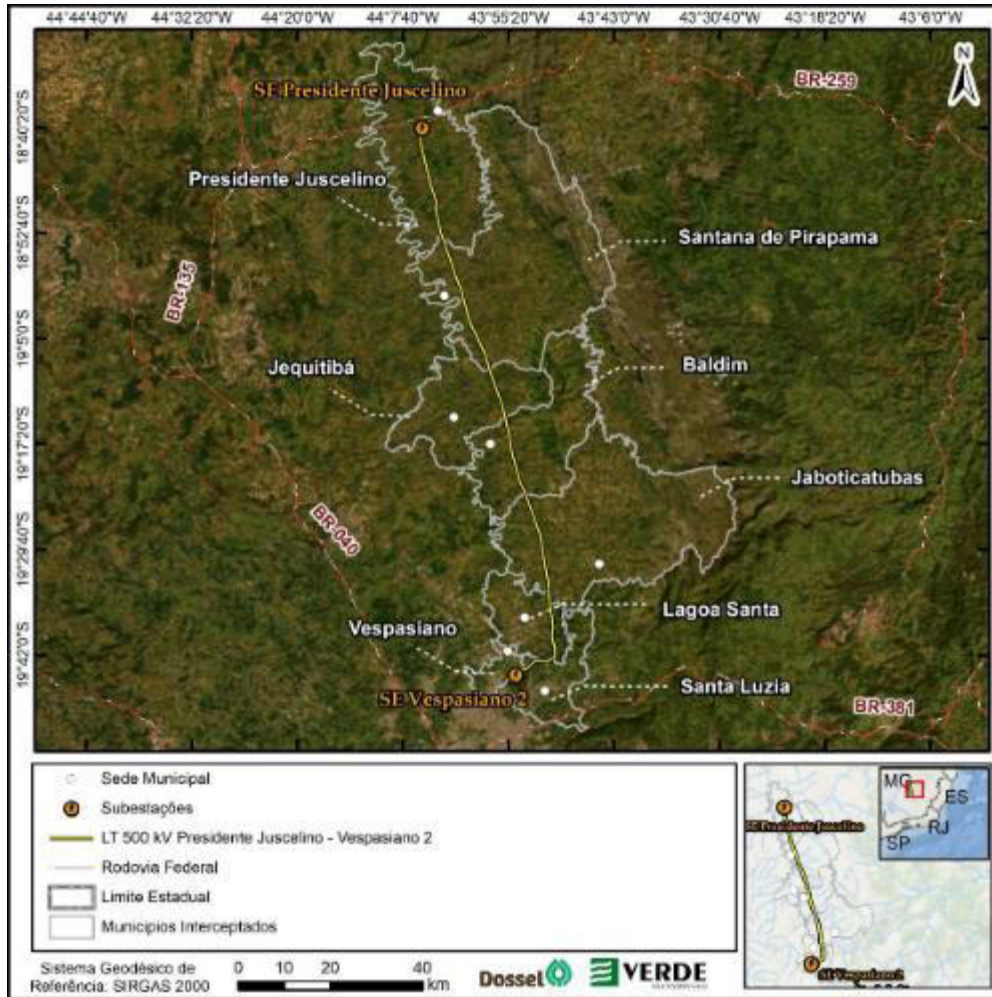 44°44'40"W 44°32'20"W 44°20'0"W 44°7'40"W 43°55'20"W 43°43'0"W 43°30'40"W 43°18'20"W 43°6'0"W
N
BR-259
SE Presidente Juscelino
18°40'20"S
Presidente Juscelino
Santana de Pirapama
18°52'40"S
BR-135
19°5'0"S
Jequitibá
Baldim
19°17'20"S
Jaboticatubas
BR-040
19°29'40"S
Lagoa Santa
Vespasiano
19°42'0"S
SE Vespasiano 2
Santa Luzia
BR-381
Sede Municipal
Subestações
LT 500 kV Presidente Juscelino - Vespasiano 2
Rodovia Federal
Limite Estadual
Municipios Interceptados
MG
ES
RJ
SP
SE Presidente Juscelino
SE Vespasiano 2
Sistema Geodésico de
Referência: SIRGAS 2000
0 10 20 40
km
Dossel
VERDE